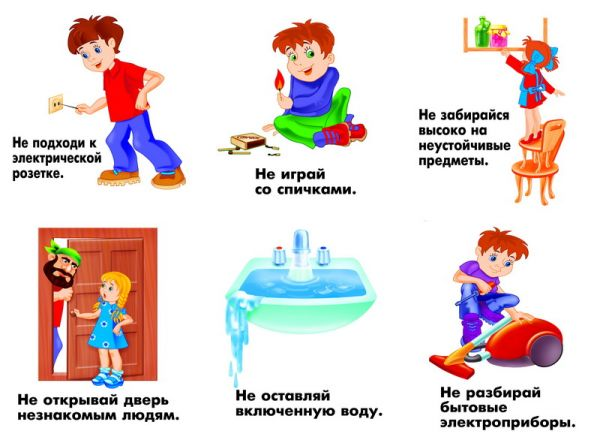 Не подходи к
электрической
розетке.
Не играй
со спичками.
Не забирайся
высоко на
неустойчивые
предметы.
Не открывай дверь
незнакомым людям.
Не оставляй
включенную воду.
Не разбирай
бытовые
электроприборы.